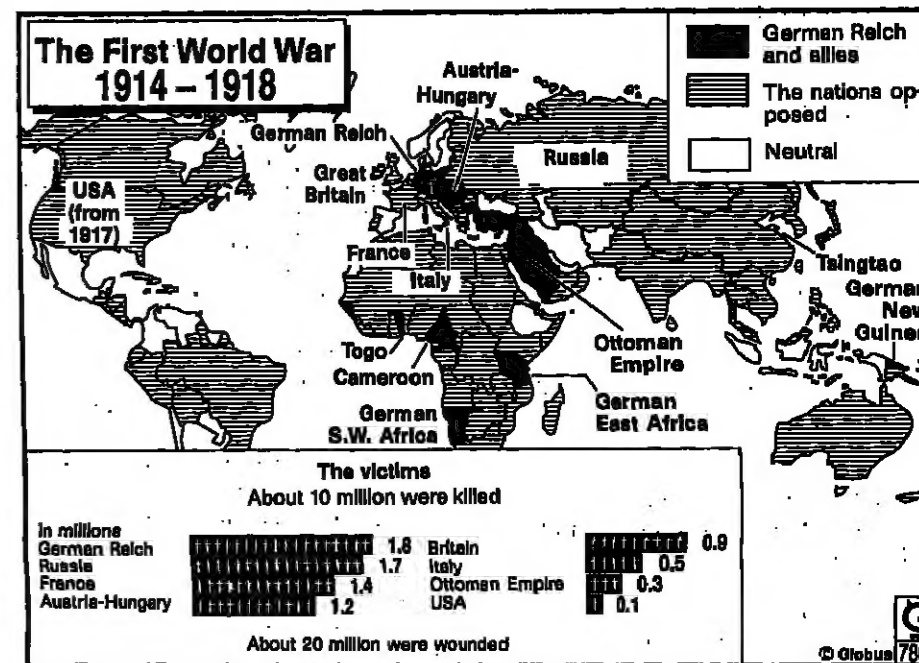 The First World War
1914 – 1918
German Reich
and allies
The nations op-
posed
Neutral
Austria-
Hungary
German Reich
Great
Britain
Russia
USA
(from
1917)
France
Italy
Tsingtao
German
New
Guine
Togo
Cameroon
Ottoman
Empire
German
S.W. Africa
German
East Africa
The victims
About 10 million were killed
In millions
German Reich 1.8
Russia 1.7
France 1.4
Austria-Hungary 1.2
Britain 0.9
Italy 0.5
Ottoman Empire 0.3
USA 0.1
About 20 million were wounded
© Globus 78